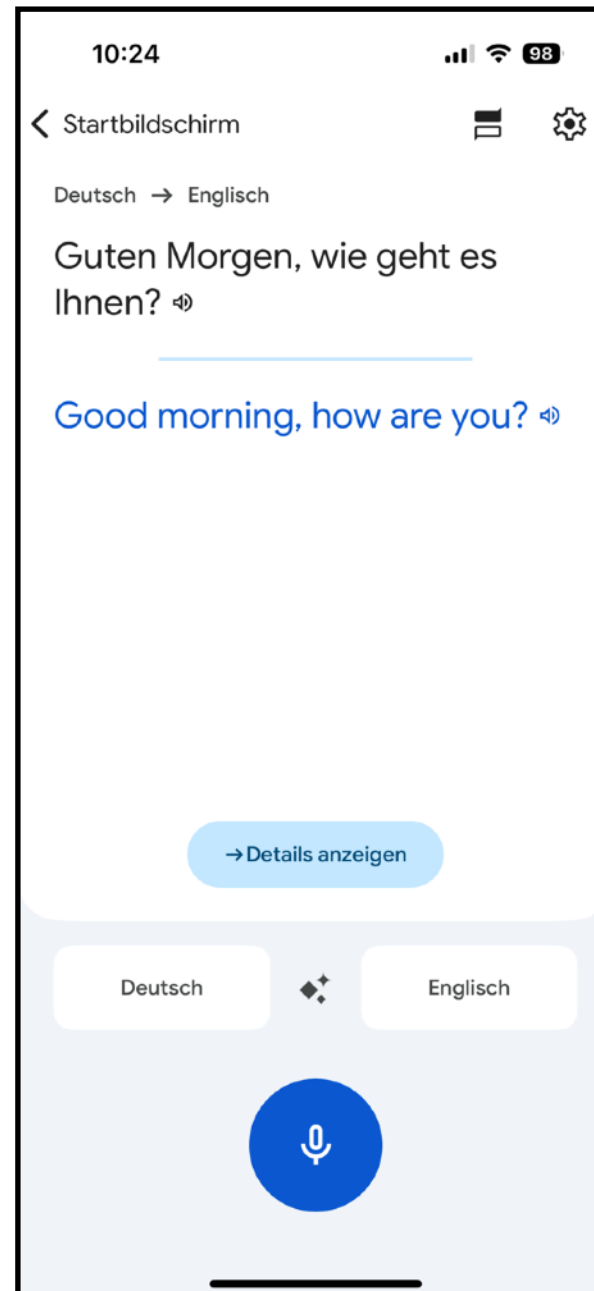 10:24
98
Startbildschirm
Deutsch → Englisch
Guten Morgen, wie geht es
Ihnen?
Good morning, how are you?
→ Details anzeigen
Deutsch
Englisch